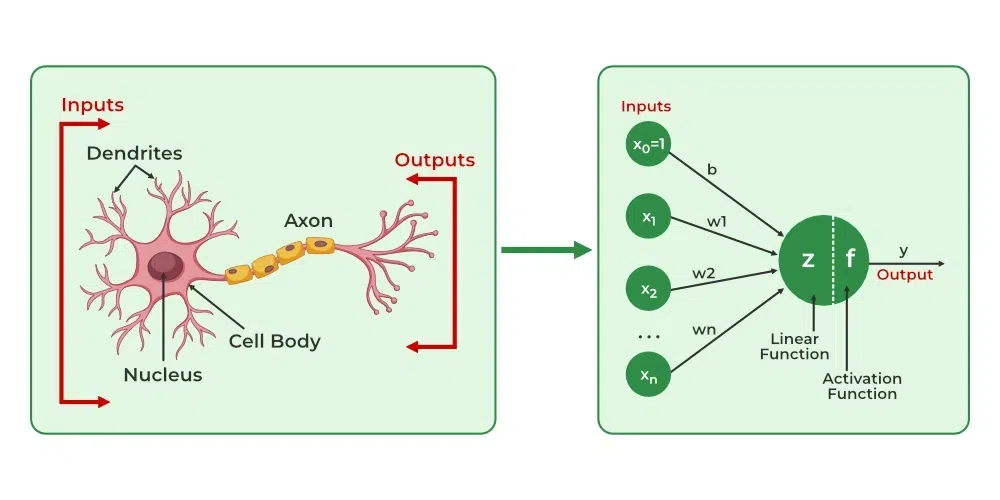 Inputs
Dendrites
Outputs
Axon
Cell Body
Nucleus
Inputs
x0=1
b
x1
w1
x2
w2
...
wn
xn
z
f
y
Output
Linear
Function
Activation
Function